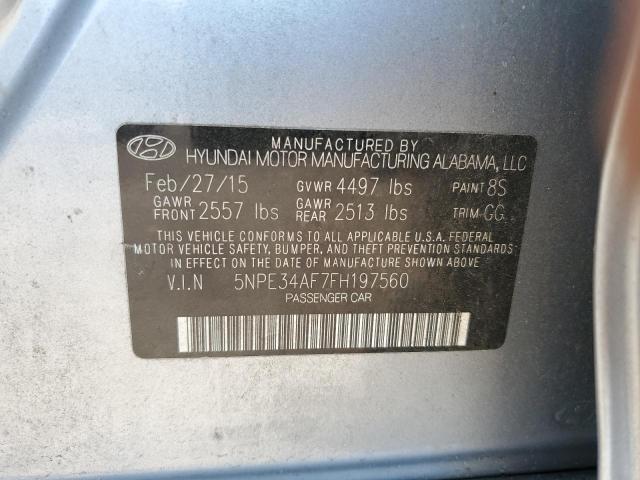 MANUFACTURED BY
HYUNDAI MOTOR MANUFACTURING ALABAMA, LLC
Feb/27/15 GVWR 4497 lbs PAINT 8S
GAWR FRONT 2557 lbs GAWR REAR 2513 lbs TRIM GG
THIS VEHICLE CONFORMS TO ALL APPLICABLE U.S.A. FEDERAL
MOTOR VEHICLE SAFETY, BUMPER, AND THEFT PREVENTION STANDARDS
IN EFFECT ON THE DATE OF MANUFACTURE SHOWN ABOVE.
V.I.N 5NPE34AF7FH197560
PASSENGER CAR